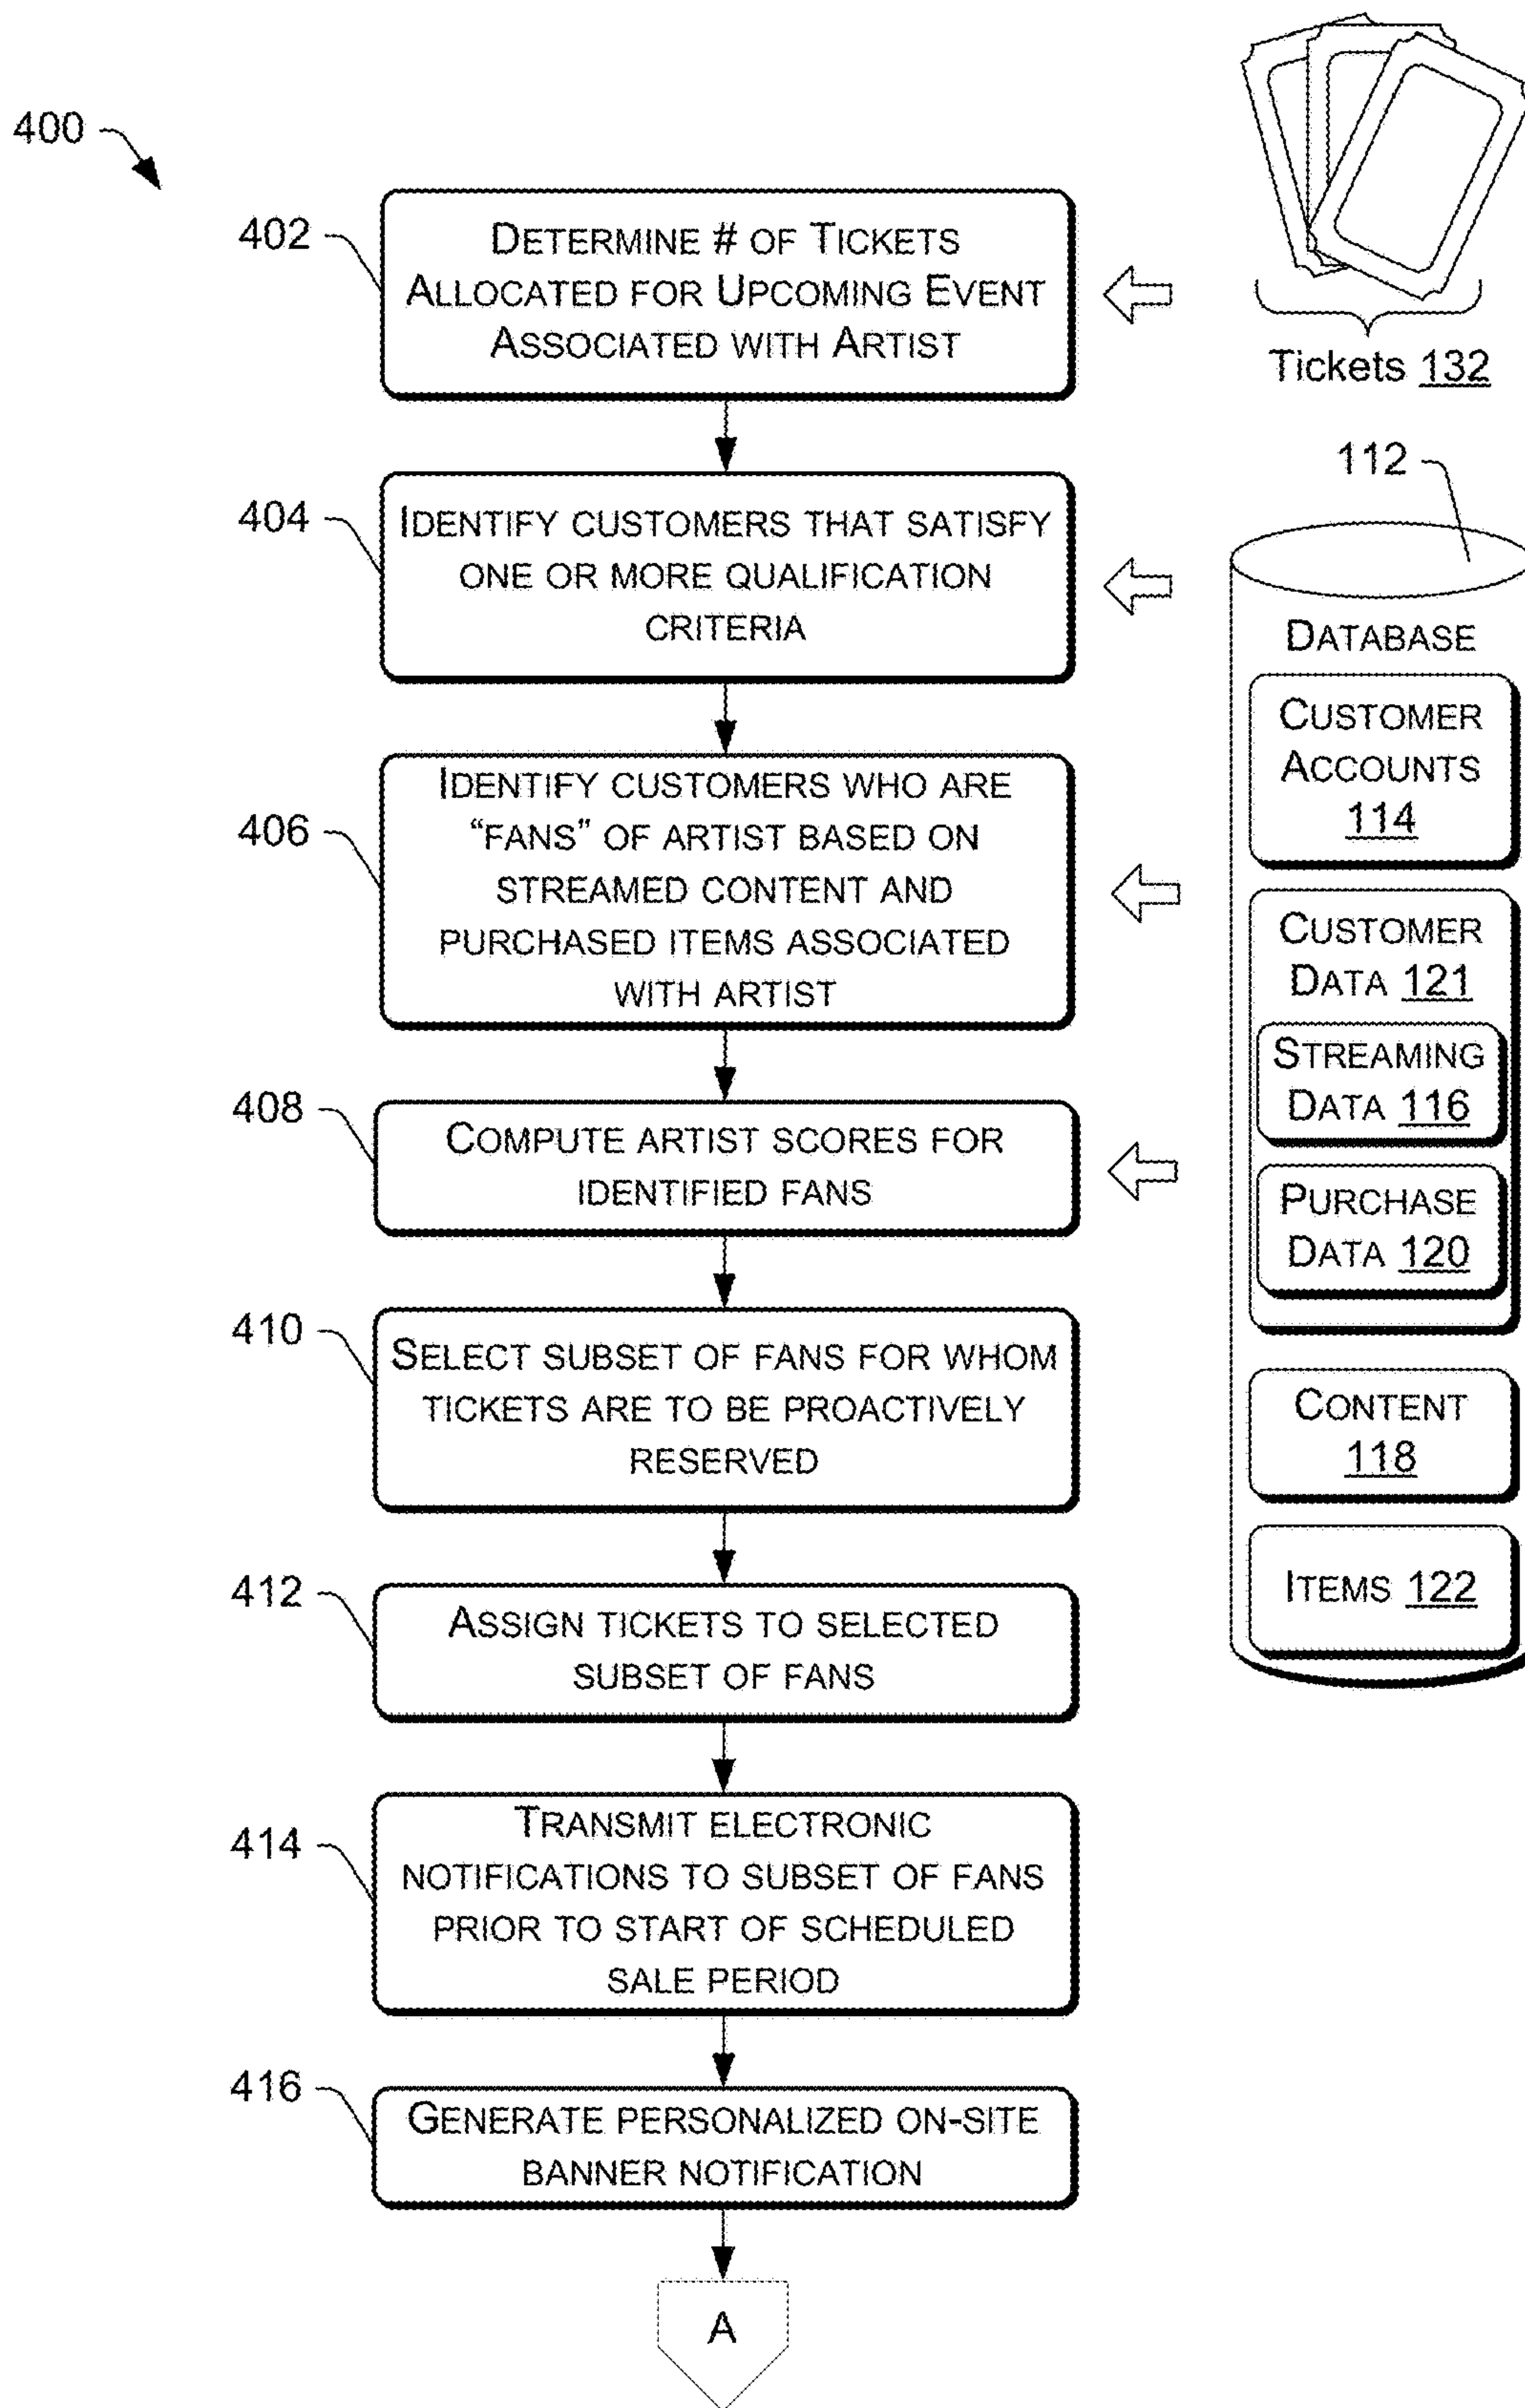 400
402
DETERMINE # OF TICKETS
ALLOCATED FOR UPCOMING EVENT
ASSOCIATED WITH ARTIST
Tickets 132
404
IDENTIFY CUSTOMERS THAT SATISFY
ONE OR MORE QUALIFICATION
CRITERIA
406
IDENTIFY CUSTOMERS WHO ARE
“FANS” OF ARTIST BASED ON
STREAMED CONTENT AND
PURCHASED ITEMS ASSOCIATED
WITH ARTIST
408
COMPUTE ARTIST SCORES FOR
IDENTIFIED FANS
410
SELECT SUBSET OF FANS FOR WHOM
TICKETS ARE TO BE PROACTIVELY
RESERVED
412
ASSIGN TICKETS TO SELECTED
SUBSET OF FANS
414
TRANSMIT ELECTRONIC
NOTIFICATIONS TO SUBSET OF FANS
PRIOR TO START OF SCHEDULED
SALE PERIOD
416
GENERATE PERSONALIZED ON-SITE
BANNER NOTIFICATION
A
112
DATABASE
CUSTOMER
ACCOUNTS
114
CUSTOMER
DATA 121
STREAMING
DATA 116
PURCHASE
DATA 120
CONTENT
118
ITEMS 122